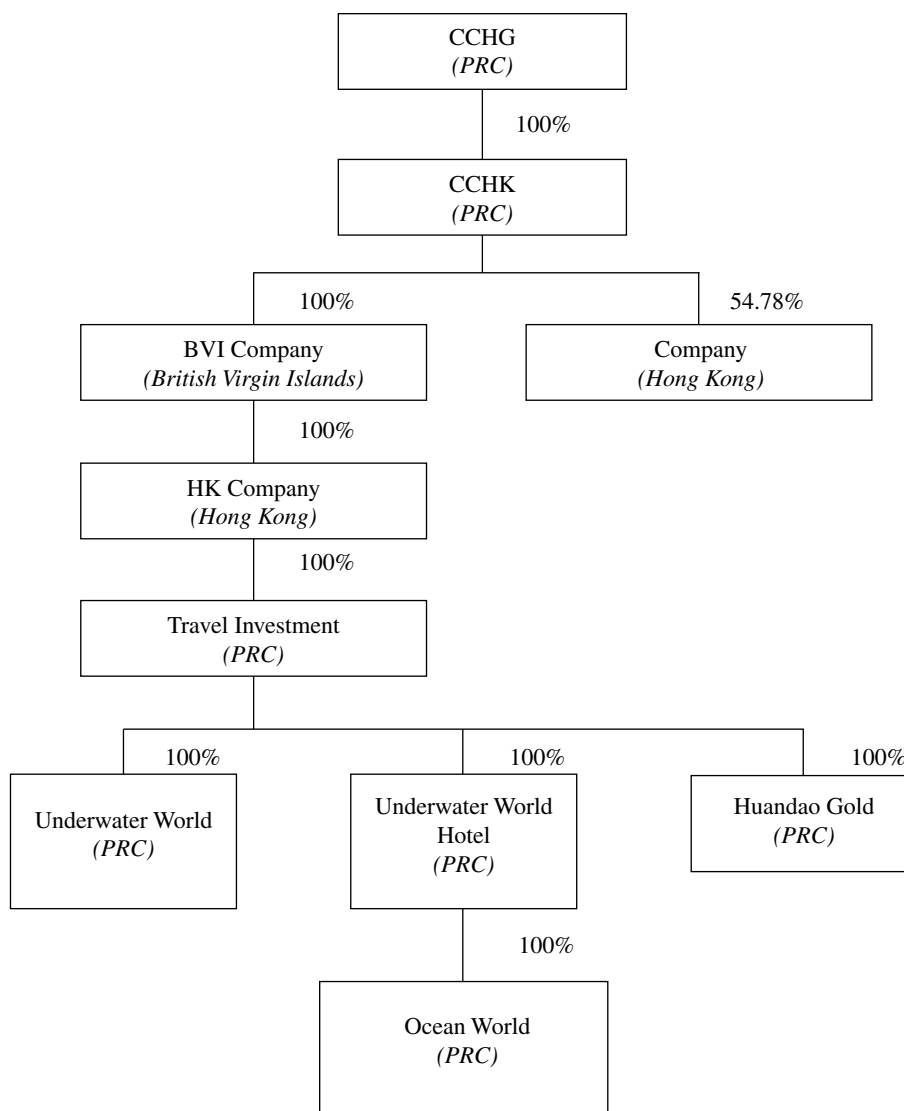 CCHG
(PRC)
100%
CCHK
(PRC)
100%
54.78%
BVI Company
(British Virgin Islands)
Company
(Hong Kong)
100%
HK Company
(Hong Kong)
100%
Travel Investment
(PRC)
100%
100%
100%
Underwater World
(PRC)
Underwater World
Hotel
(PRC)
Huandao Gold
(PRC)
100%
Ocean World
(PRC)